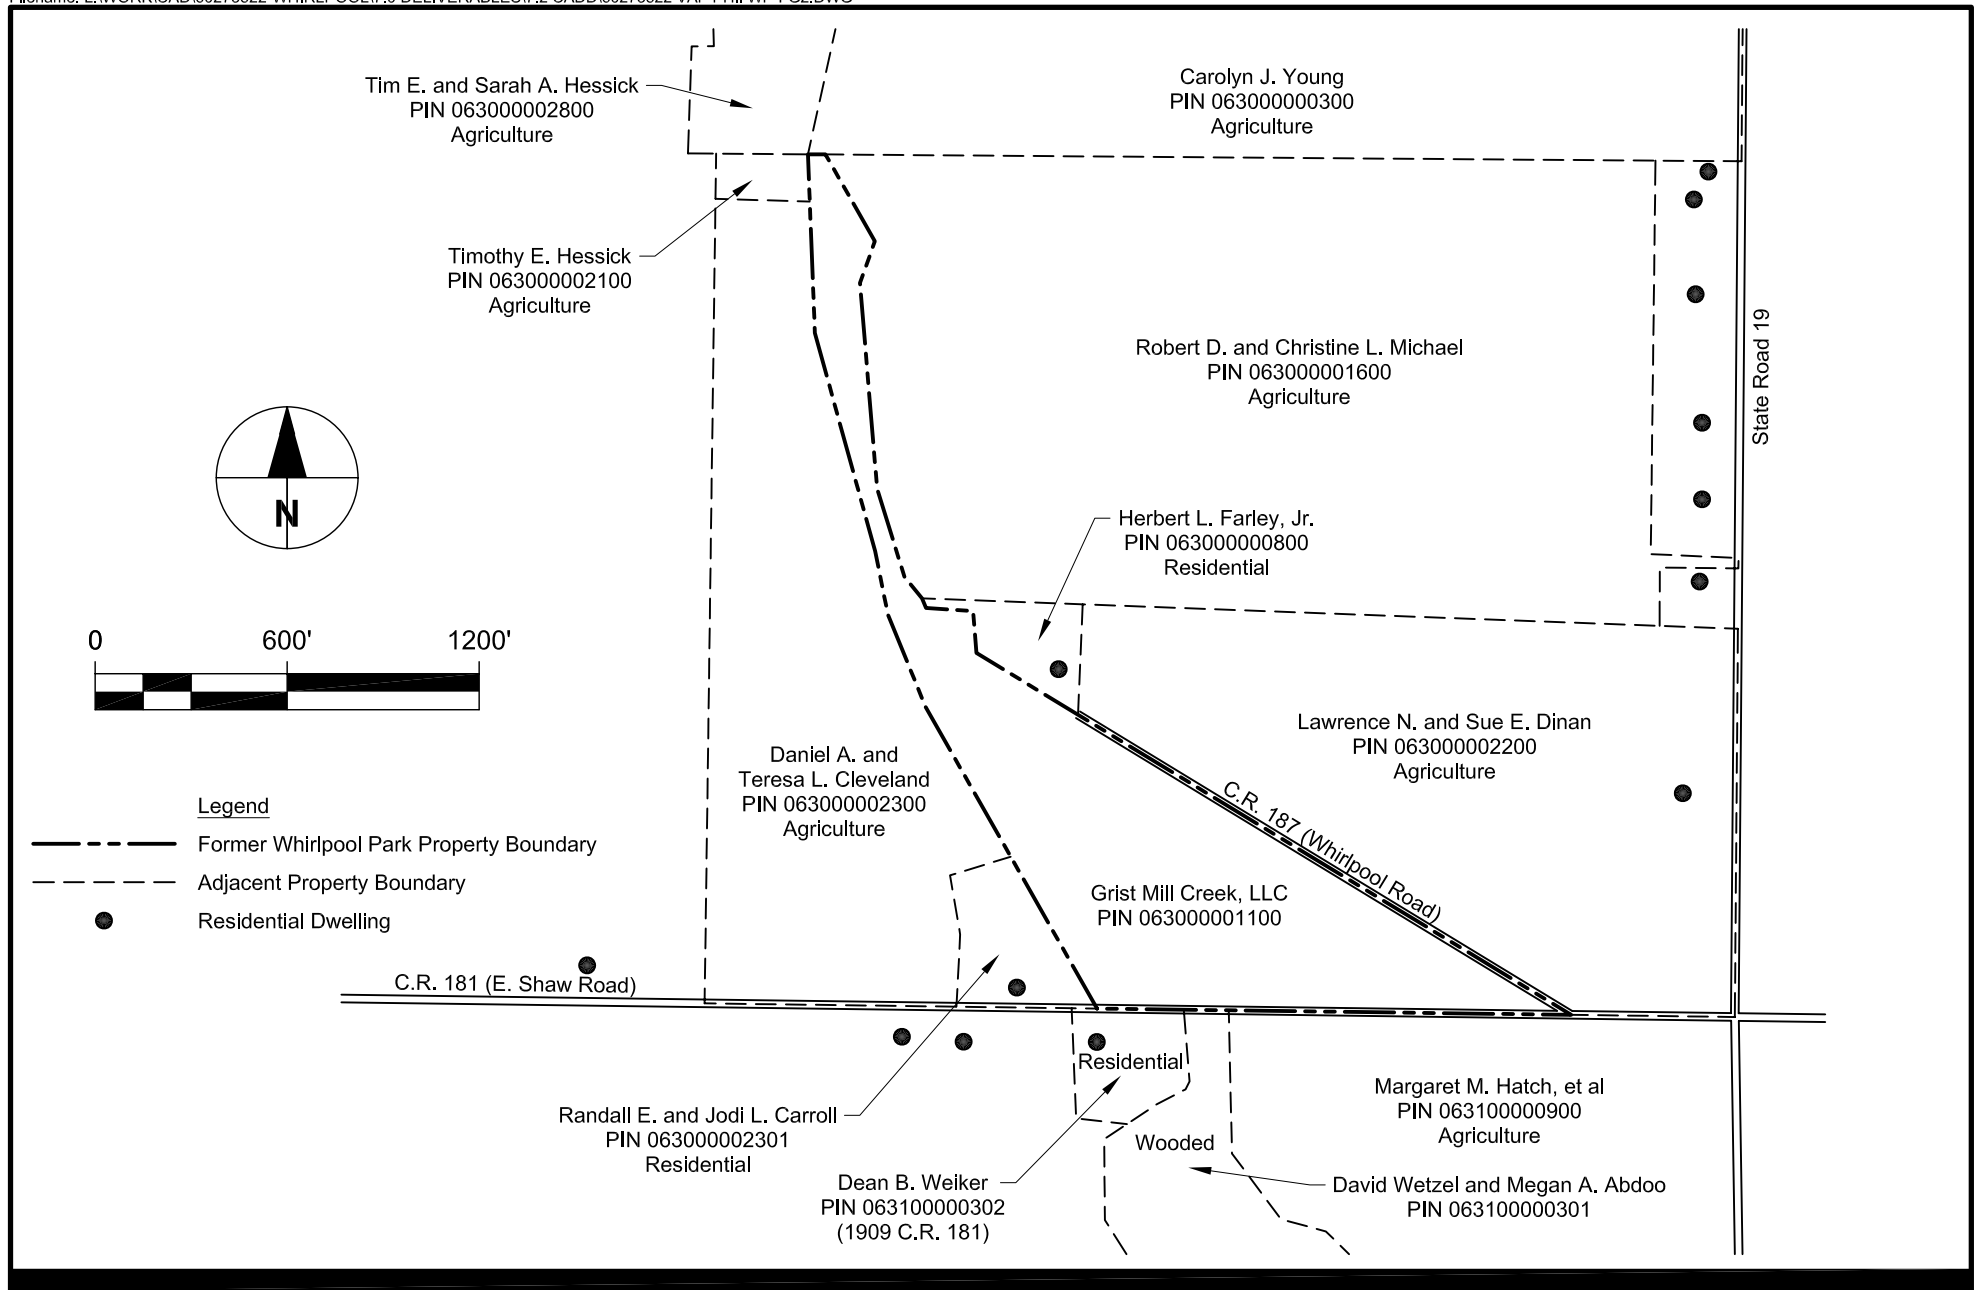 Tim E. and Sarah A. Hessick
PIN 063000002800
Agriculture
Carolyn J. Young
PIN 063000000300
Agriculture
Timothy E. Hessick
PIN 063000002100
Agriculture
Robert D. and Christine L. Michael
PIN 063000001600
Agriculture
State Road 19
N
Herbert L. Farley, Jr.
PIN 063000000800
Residential
0 600' 1200'
Lawrence N. and Sue E. Dinan
PIN 063000002200
Agriculture
Daniel A. and
Teresa L. Cleveland
PIN 063000002300
Agriculture
C.R. 187 (Whirlpool Road)
Legend
Former Whirlpool Park Property Boundary
Adjacent Property Boundary
Residential Dwelling
Grist Mill Creek, LLC
PIN 063000001100
C.R. 181 (E. Shaw Road)
Residential
Randall E. and Jodi L. Carroll
PIN 063000002301
Residential
Margaret M. Hatch, et al
PIN 063100000900
Agriculture
Wooded
Dean B. Weiker
PIN 063100000302
(1909 C.R. 181)
David Wetzel and Megan A. Abdoo
PIN 063100000301